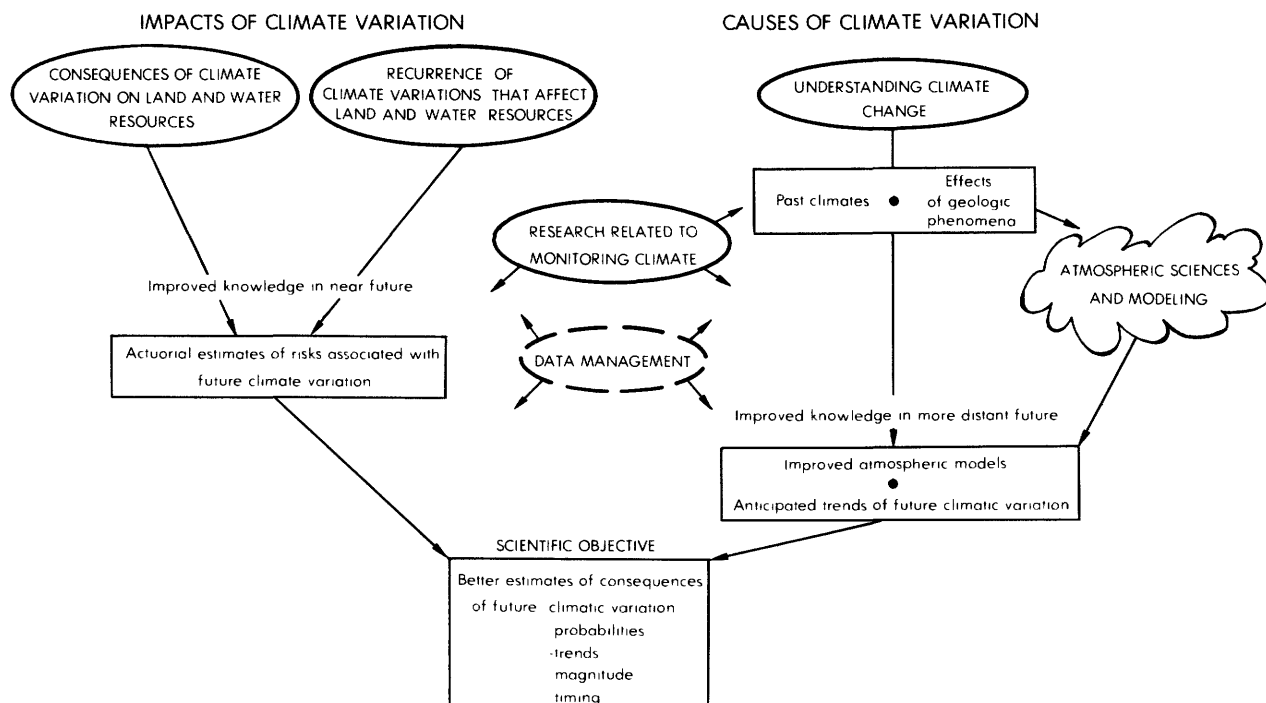 IMPACTS OF CLIMATE VARIATION
CAUSES OF CLIMATE VARIATION
CONSEQUENCES OF CLIMATE
VARIATION ON LAND AND WATER
RESOURCES
RECURRENCE OF
CLIMATE VARIATIONS THAT AFFECT
LAND AND WATER RESOURCES
UNDERSTANDING CLIMATE
CHANGE
Past climates • Effects
of geologic
phenomena
RESEARCH RELATED TO
MONITORING CLIMATE
ATMOSPHERIC SCIENCES
AND MODELING
Improved knowledge in near future
Actuorial estimates of risks associated with
future climate variation
DATA MANAGEMENT
Improved knowledge in more distant future
Improved atmospheric models
•
Anticipated trends of future climatic variation
SCIENTIFIC OBJECTIVE
Better estimates of consequences
of future climatic variation
probabilities
-trends
magnitude
timing